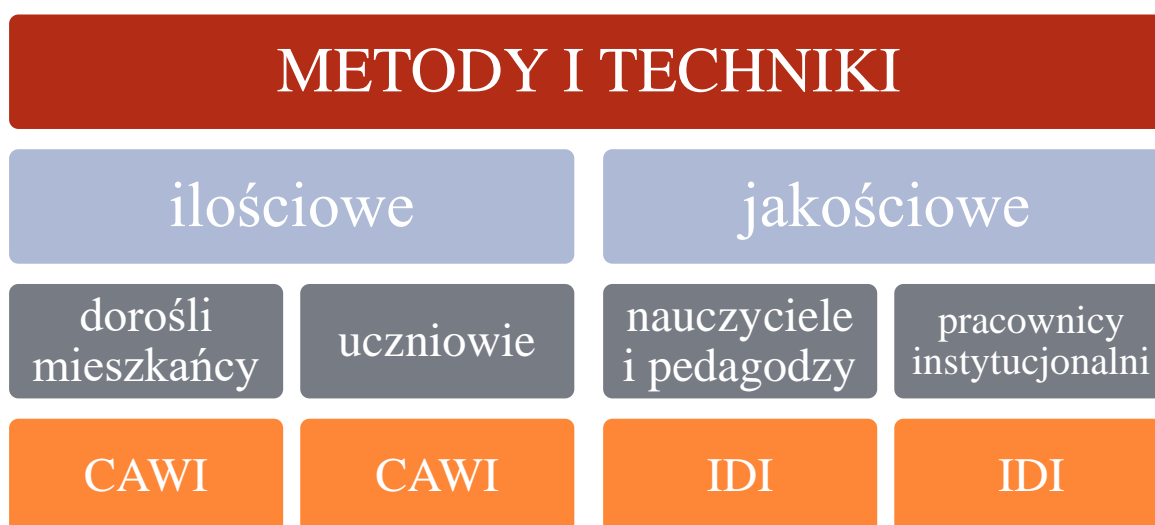 METODY I TECHNIKI
ilościowe
jakościowe
dorośli
mieszkańcy
uczniowie
nauczyciele
i pedagodzy
pracownicy
instytucjonalni
CAWI
CAWI
IDI
IDI